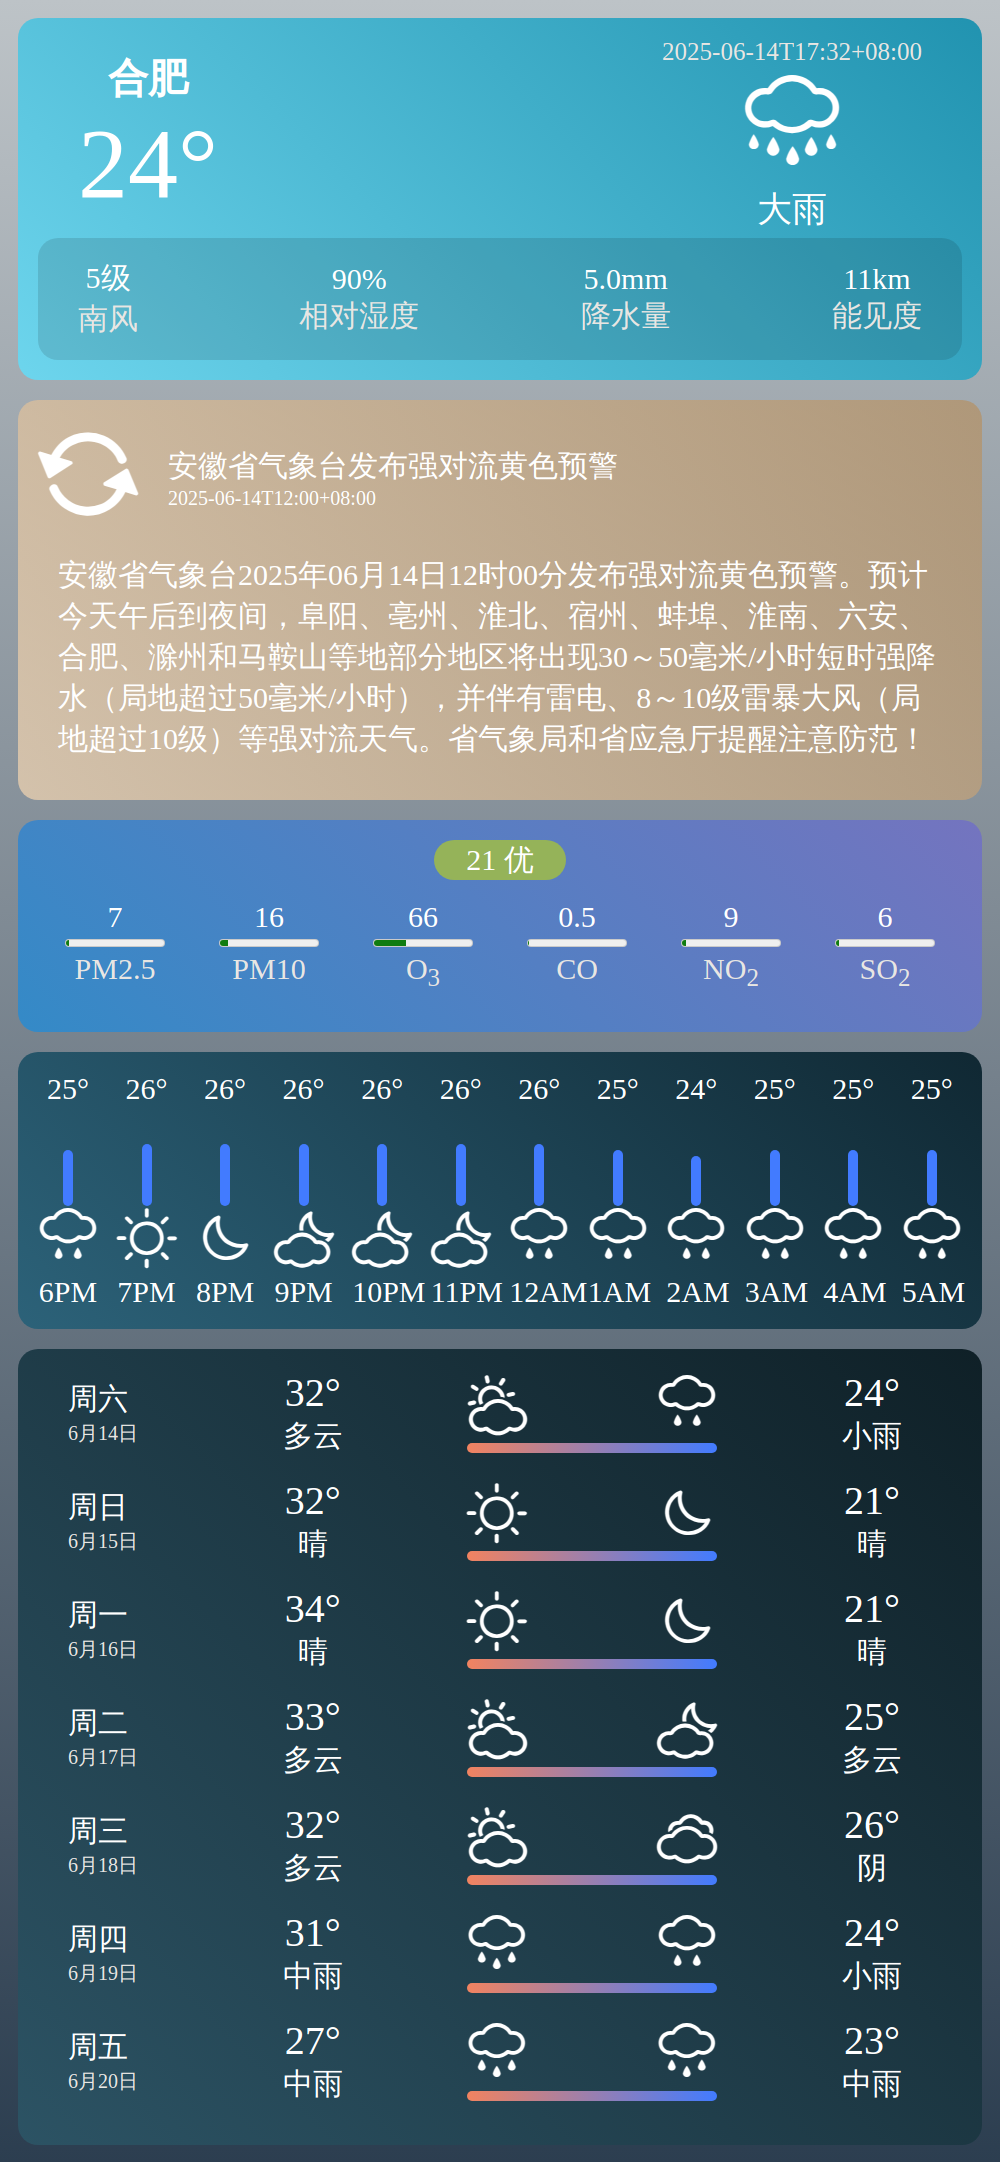 合肥
2025-06-14T17:32+08:00
24°
大雨
5级 90% 5.0mm 11km
南风 相对湿度 降水量 能见度
安徽省气象台发布强对流黄色预警
2025-06-14T12:00+08:00
安徽省气象台2025年06月14日12时00分发布强对流黄色预警。预计
今天午后到夜间，阜阳、亳州、淮北、宿州、蚌埠、淮南、六安、
合肥、滁州和马鞍山等地部分地区将出现30～50毫米/小时短时强降
水（局地超过50毫米/小时），并伴有雷电、8～10级雷暴大风（局
地超过10级）等强对流天气。省气象局和省应急厅提醒注意防范！
21 优
7 16 66 0.5 9 6
PM2.5 PM10 O3 CO NO2 SO2
25° 26° 26° 26° 26° 26° 26° 25° 24° 25° 25° 25°
6PM 7PM 8PM 9PM 10PM 11PM 12AM 1AM 2AM 3AM 4AM 5AM
周六 32° 24°
6月14日 多云 小雨
周日 32° 21°
6月15日 晴 晴
周一 34° 21°
6月16日 晴 晴
周二 33° 25°
6月17日 多云 多云
周三 32° 26°
6月18日 多云 阴
周四 31° 24°
6月19日 中雨 小雨
周五 27° 23°
6月20日 中雨 中雨